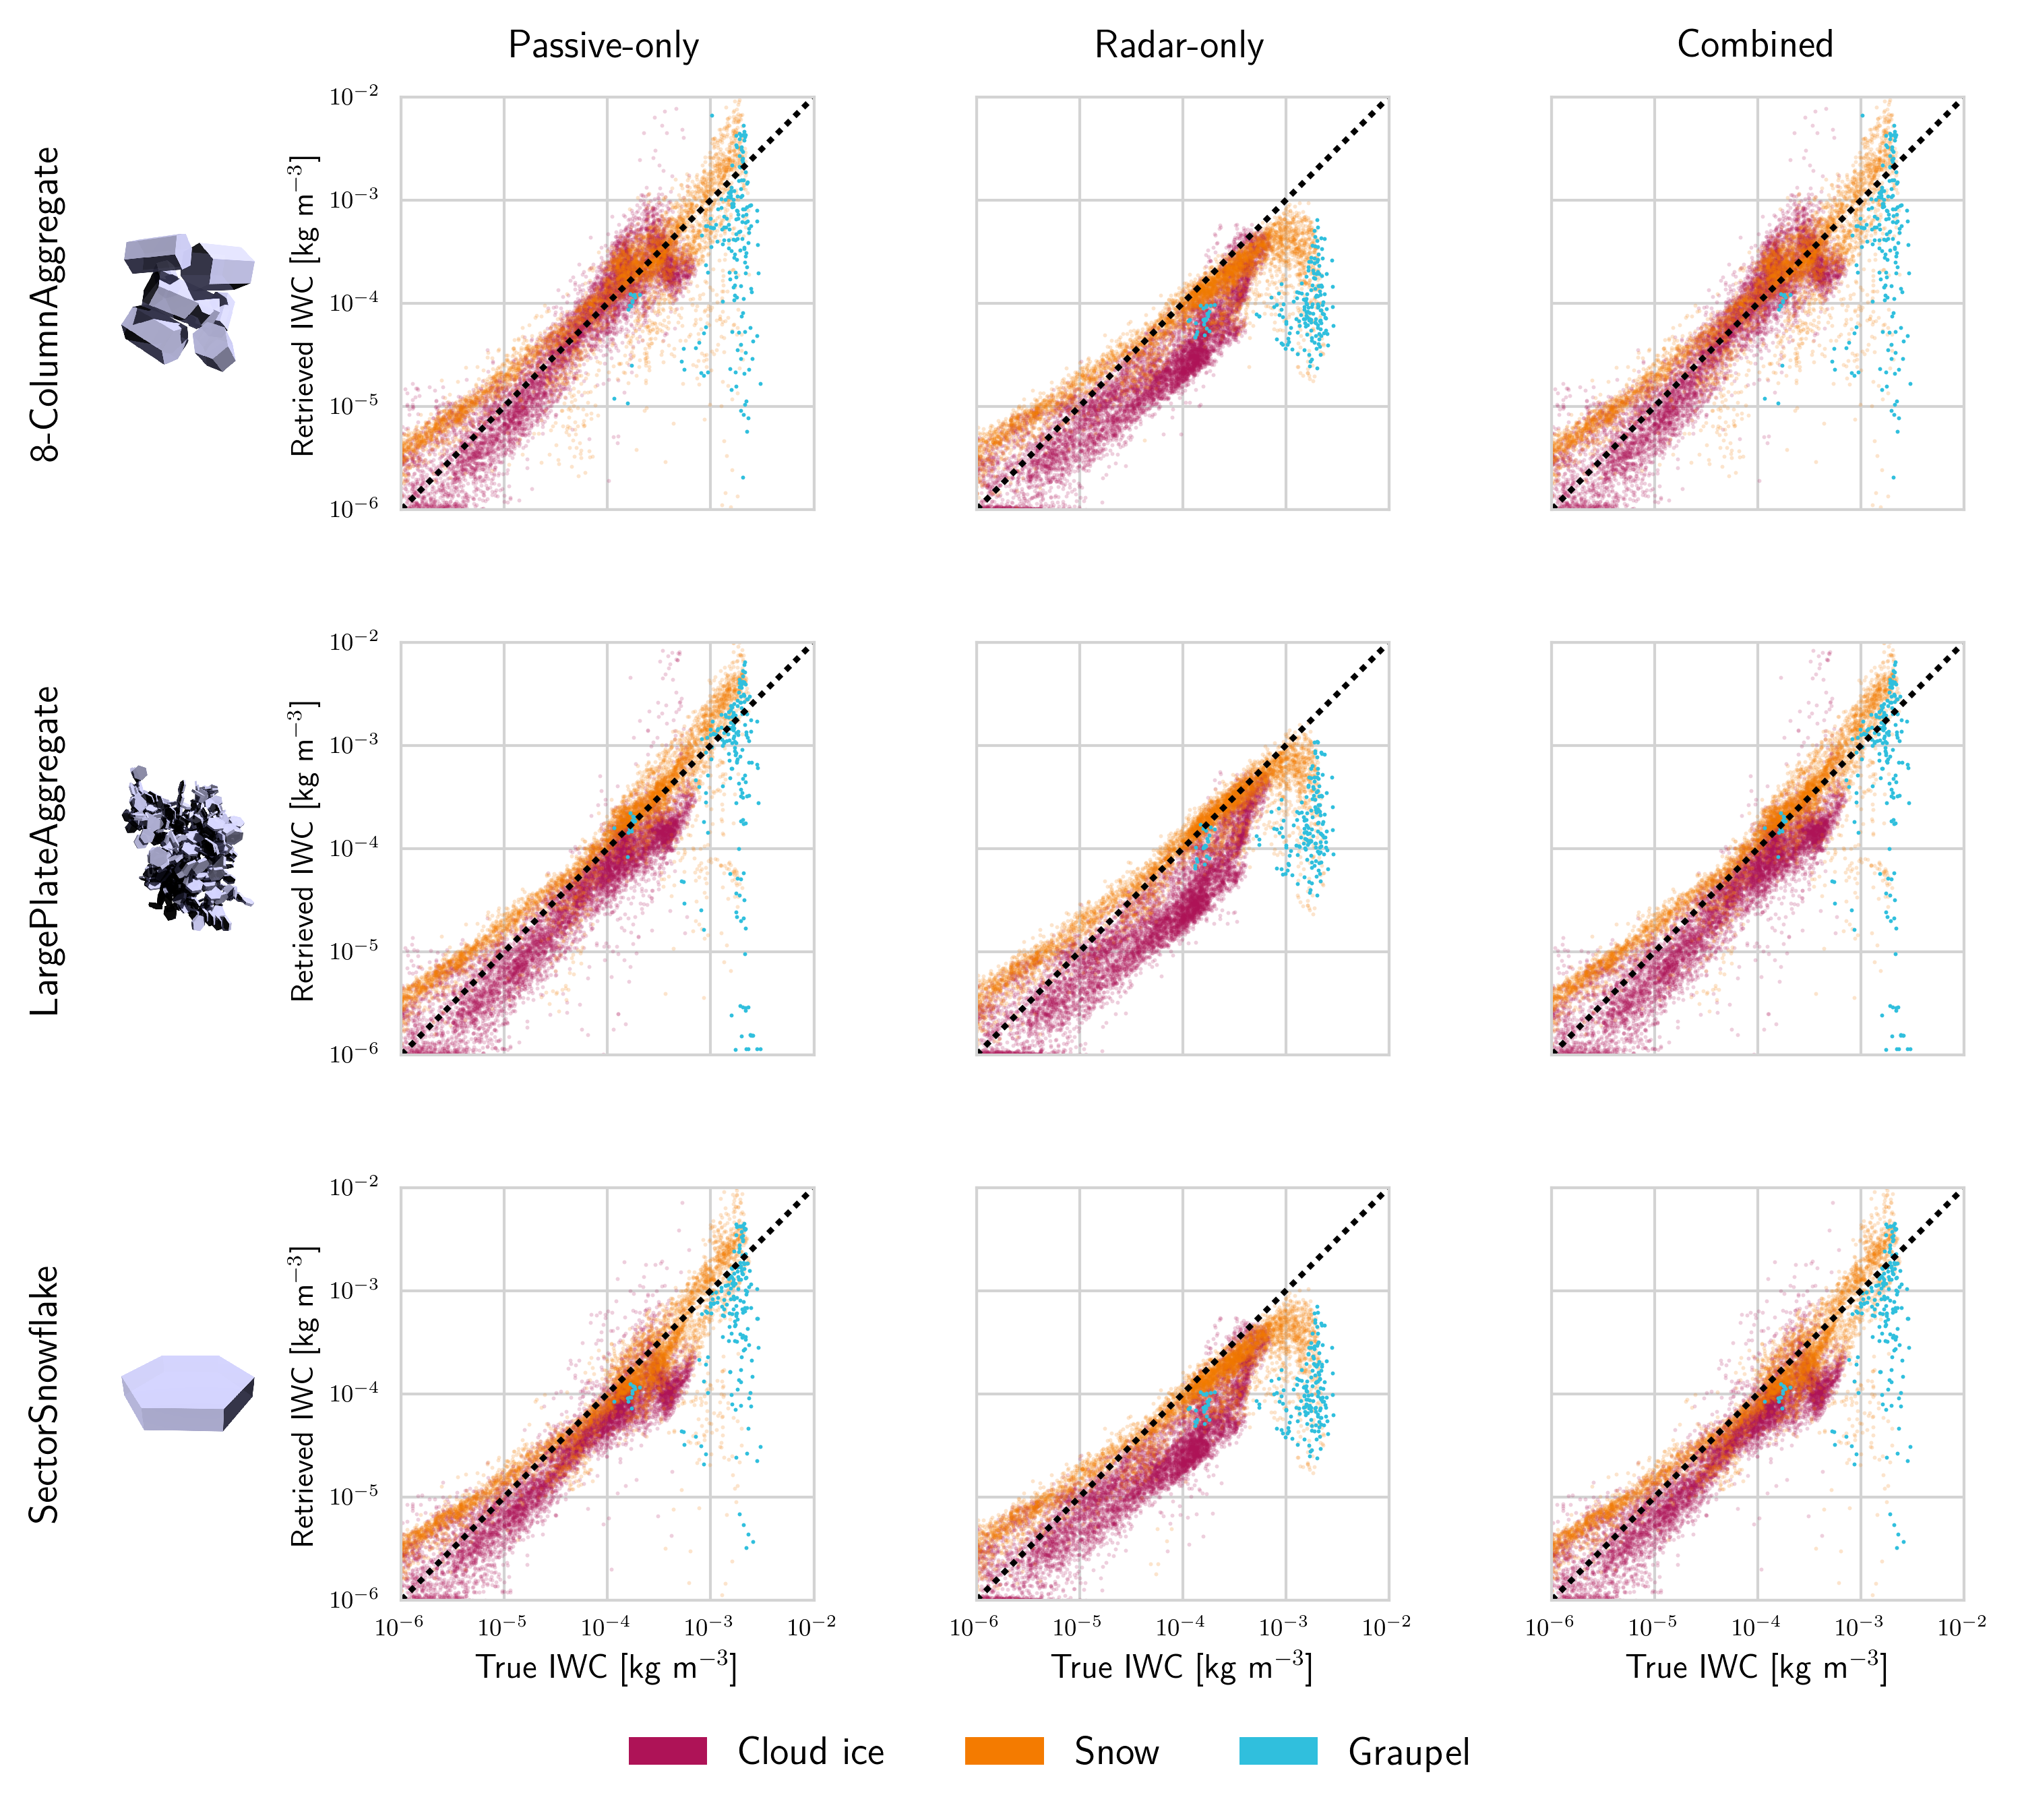 Passive-only Radar-only Combined
8-ColumnAggregate
Retrieved IWC [kg m⁻³]
10⁻²
10⁻³
10⁻⁴
10⁻⁵
10⁻⁶
LargePlateAggregate
Retrieved IWC [kg m⁻³]
10⁻²
10⁻³
10⁻⁴
10⁻⁵
10⁻⁶
SectorSnowflake
Retrieved IWC [kg m⁻³]
10⁻²
10⁻³
10⁻⁴
10⁻⁵
10⁻⁶
10⁻⁶ 10⁻⁵ 10⁻⁴ 10⁻³ 10⁻² 10⁻⁶ 10⁻⁵ 10⁻⁴ 10⁻³ 10⁻² 10⁻⁶ 10⁻⁵ 10⁻⁴ 10⁻³ 10⁻²
True IWC [kg m⁻³] True IWC [kg m⁻³] True IWC [kg m⁻³]
Cloud ice Snow Graupel